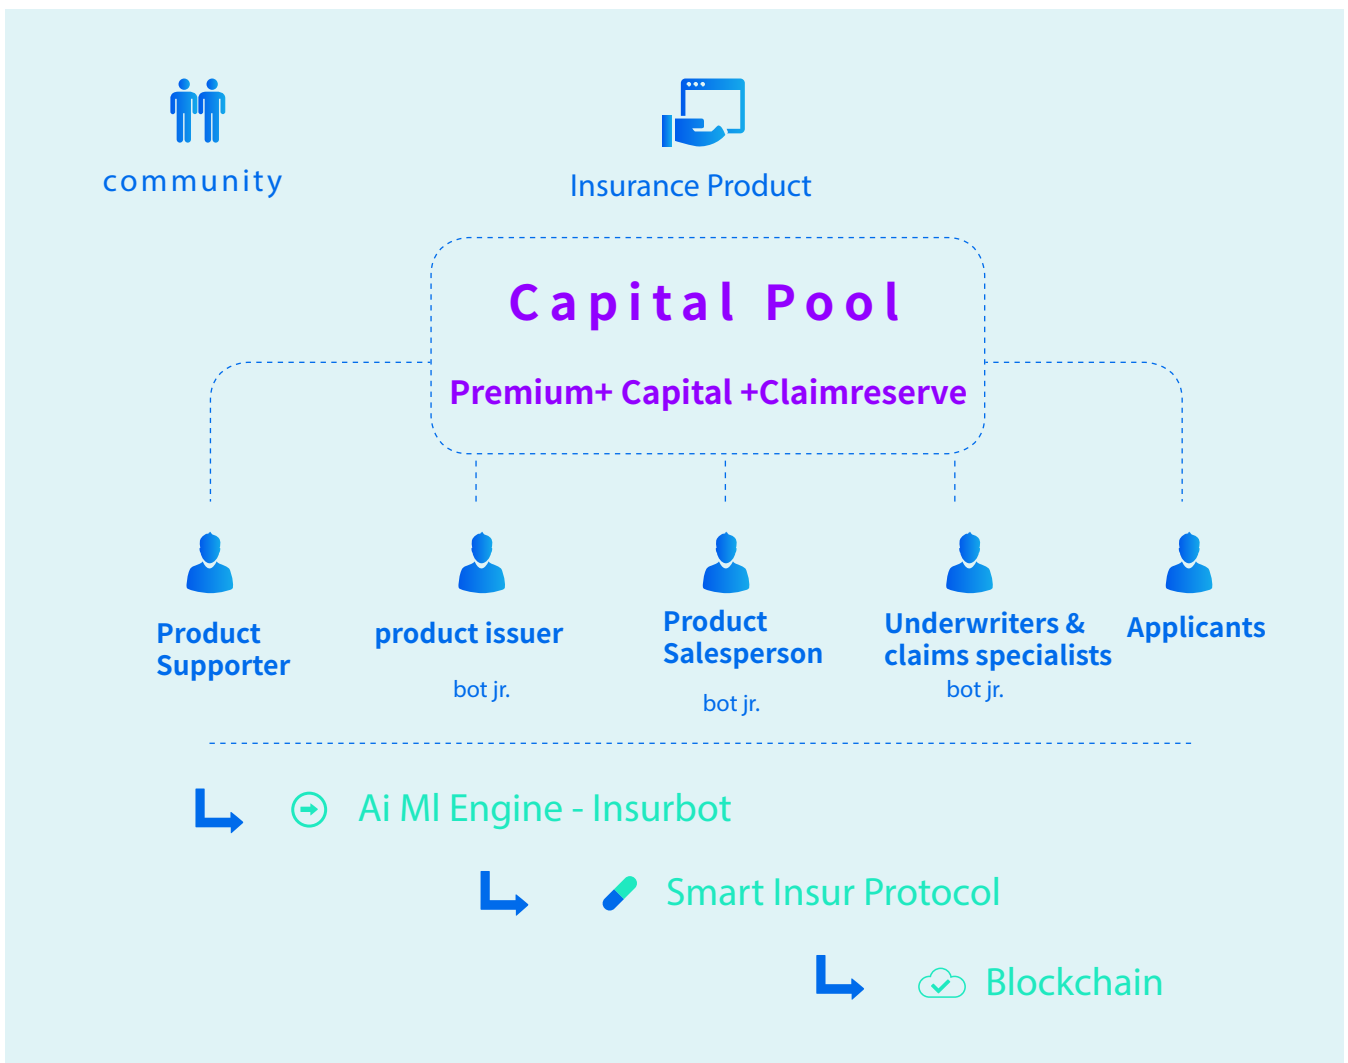 community
Insurance Product
Capital Pool
Premium+ Capital +Claimreserve
Product
Supporter
product issuer
bot jr.
Product
Salesperson
bot jr.
Underwriters &
claims specialists
bot jr.
Applicants
Ai Ml Engine - Insurbot
Smart Insur Protocol
Blockchain